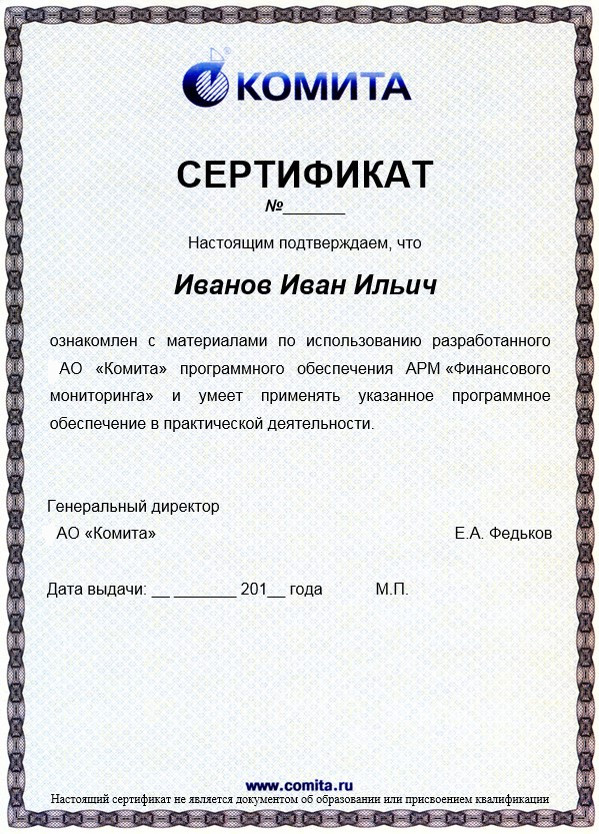 КОМИТА
СЕРТИФИКАТ
№_______
Настоящим подтверждаем, что
Иванов Иван Ильич
ознакомлен с материалами по использованию разработанного
АО «Комита» программного обеспечения АРМ «Финансового
мониторинга» и умеет применять указанное программное
обеспечение в практической деятельности.
Генеральный директор
АО «Комита» Е.А. Федьков
Дата выдачи: __ _______ 201__ года М.П.
www.comita.ru
Настоящий сертификат не является документом об образовании или присвоением квалификации